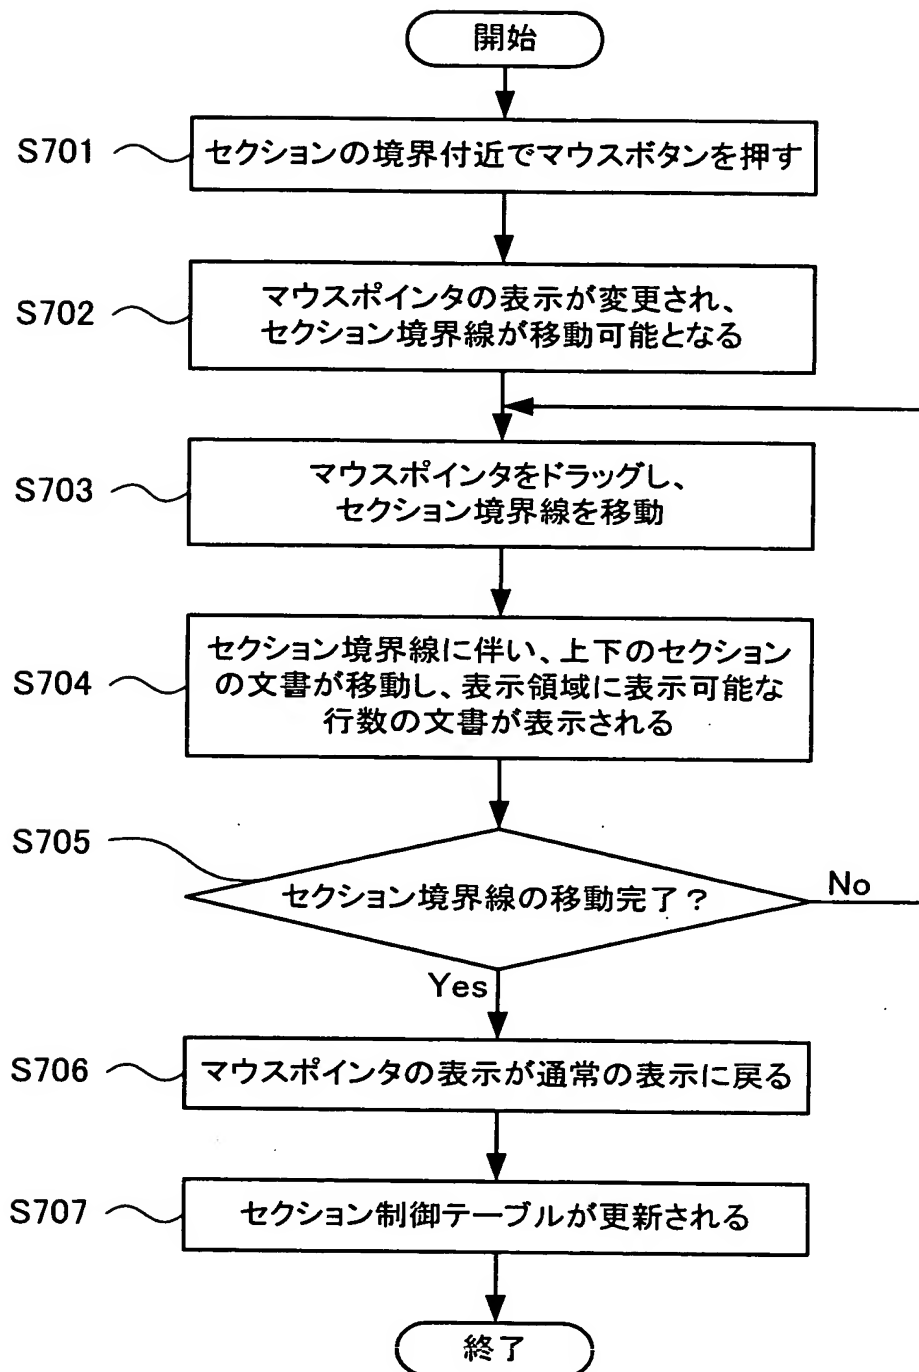 開始
S701
セクションの境界付近でマウスボタンを押す
S702
マウスポインタの表示が変更され、
セクション境界線が移動可能となる
S703
マウスポインタをドラッグし、
セクション境界線を移動
S704
セクション境界線に伴い、上下のセクション
の文書が移動し、表示領域に表示可能な
行数の文書が表示される
S705
セクション境界線の移動完了？
No
Yes
S706
マウスポインタの表示が通常の表示に戻る
S707
セクション制御テーブルが更新される
終了